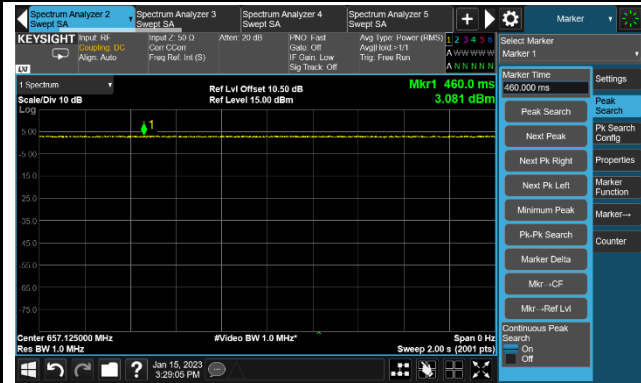 Spectrum Analyzer 2
Swept SA
Spectrum Analyzer 3
Swept SA
Spectrum Analyzer 4
Swept SA
Spectrum Analyzer 5
Swept SA
+
Marker
KEYSIGHT
Input: RF
Coupling: DC
Align: Auto
Input Z: 50 Ω
Corr CCorr
Freq Ref: Int (S)
Atten: 20 dB
PNO: Fast
Gate: Off
IF Gain: Low
Sig Track: Off
Avg Type: Power (RMS)
Avg|Hold:>1/1
Trig: Free Run
1 2 3 4 5 6
A W W W W W
A N N N N N
LXI
Select Marker
Marker 1
1 Spectrum
Scale/Div 10 dB
Log
Ref Lvl Offset 10.50 dB
Ref Level 15.00 dBm
Mkr1 460.0 ms
3.081 dBm
1
5.00
-5.00
-15.0
-25.0
-35.0
-45.0
-55.0
-65.0
-75.0
Center 657.125000 MHz
Res BW 1.0 MHz
#Video BW 1.0 MHz*
Span 0 Hz
Sweep 2.00 s (2001 pts)
Marker Time
460.000 ms
Peak Search
Next Peak
Next Pk Right
Next Pk Left
Minimum Peak
Pk-Pk Search
Marker Delta
Mkr→CF
Mkr→Ref Lvl
Continuous Peak
Search
On
Off
Settings
Peak
Search
Pk Search
Config
Properties
Marker
Function
Marker→
Counter
?
Jan 15, 2023
3:29:05 PM